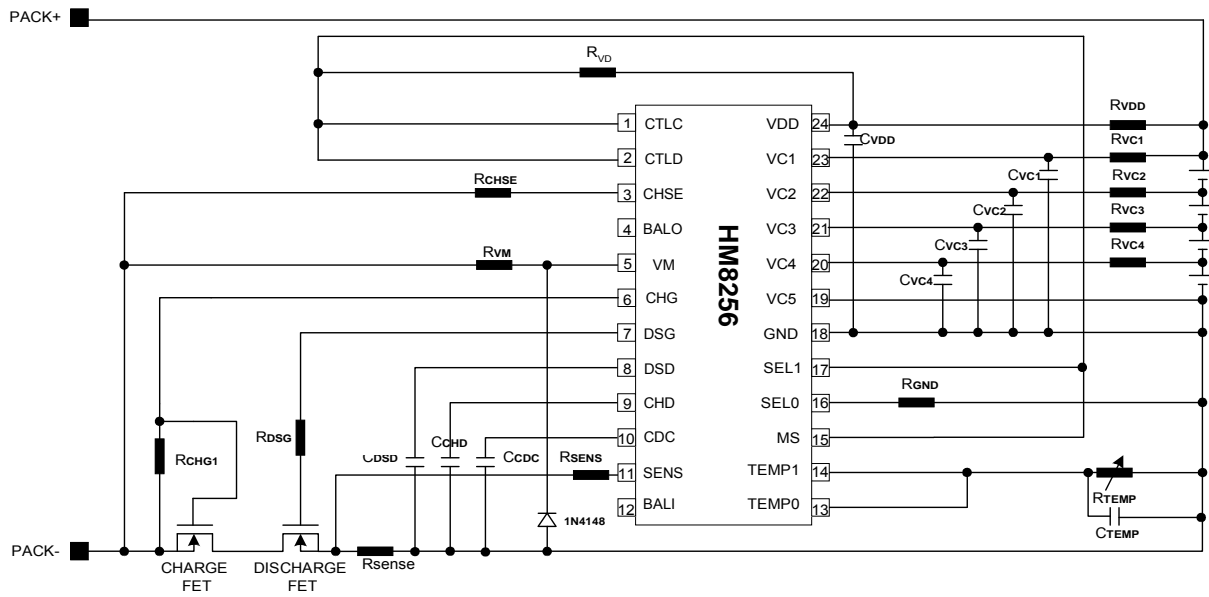 PACK+
RVD
1 CTLC
2 CTLD
RCHSE
3 CHSE
4 BALO
RVM
5 VM
6 CHG
7 DSG
8 DSD
9 CHD
10 CDC
11 SENS
12 BALI
HM8256
VDD 24
VC1 23
VC2 22
VC3 21
VC4 20
VC5 19
GND 18
SEL1 17
SEL0 16
MS 15
TEMP1 14
TEMP0 13
CVDD
RVDD
RVC1
CVC1
RVC2
CVC2
RVC3
CVC3
RVC4
CVC4
RGND
RTEMP
CTEMP
RCHG1
RDSG
CDSD
CCHD
CCDC
RSENS
1N4148
PACK-
CHARGE
FET
DISCHARGE
FET
Rsense